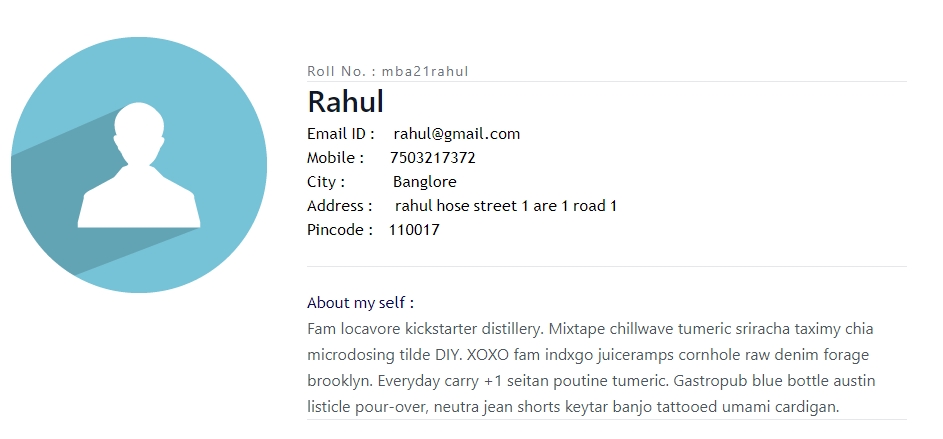 Roll No. : mba21rahul
Rahul
Email ID : rahul@gmail.com
Mobile : 7503217372
City : Banglore
Address : rahul hose street 1 are 1 road 1
Pincode : 110017
About my self :
Fam locavore kickstarter distillery. Mixtape chillwave tumeric sriracha taximy chia
microdosing tilde DIY. XOXO fam indxgo juiceramps cornhole raw denim forage
brooklyn. Everyday carry +1 seitan poutine tumeric. Gastropub blue bottle austin
listicle pour-over, neutra jean shorts keytar banjo tattooed umami cardigan.